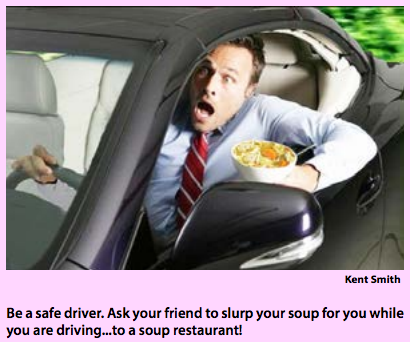 Kent Smith
Be a safe driver. Ask your friend to slurp your soup for you while
you are driving...to a soup restaurant!